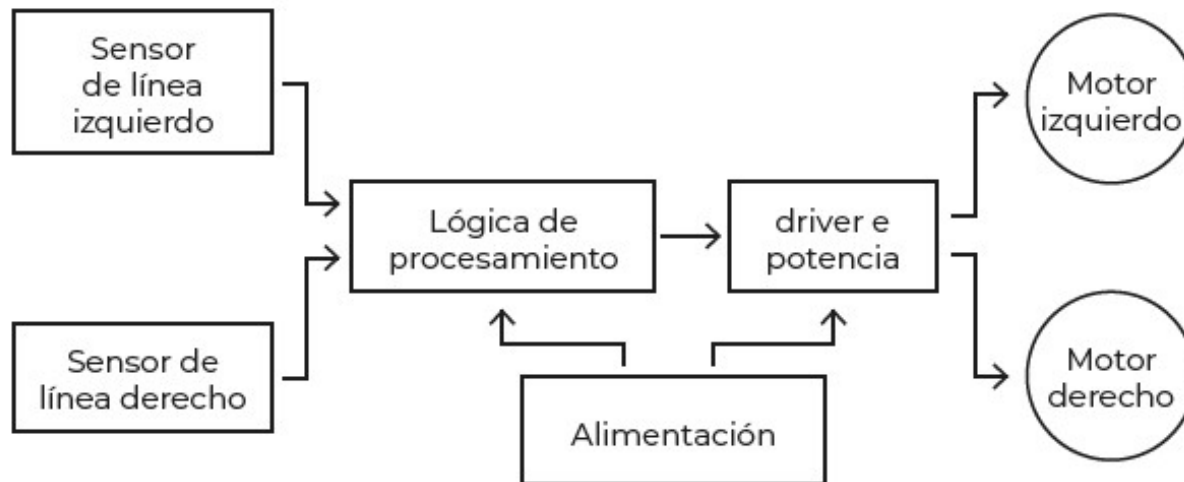 Sensor
de línea
izquierdo
Sensor de
línea derecho
Lógica de
procesamiento
driver e
potencia
Alimentación
Motor
izquierdo
Motor
derecho